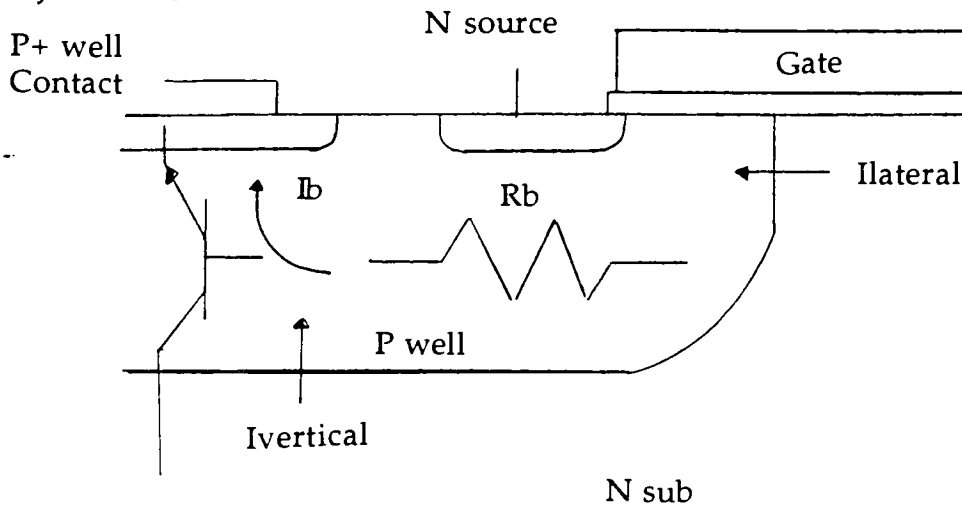 N source
P+ well
Contact
Gate
Ilateral
Ib
Rb
P well
Ivertical
N sub